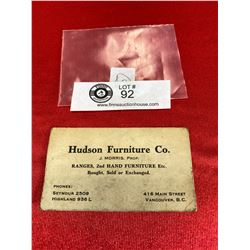 LOT #
92
www.finnsauctionhouse.com
Hudson Furniture Co.
J. MORRIS, PROP.
RANGES, 2nd HAND FURNITURE Etc.
Bought, Sold or Exchanged.
PHONES:
SEYMOUR 2509
HIGHLAND 936 L
416 MAIN STREET
VANCOUVER, B.C.